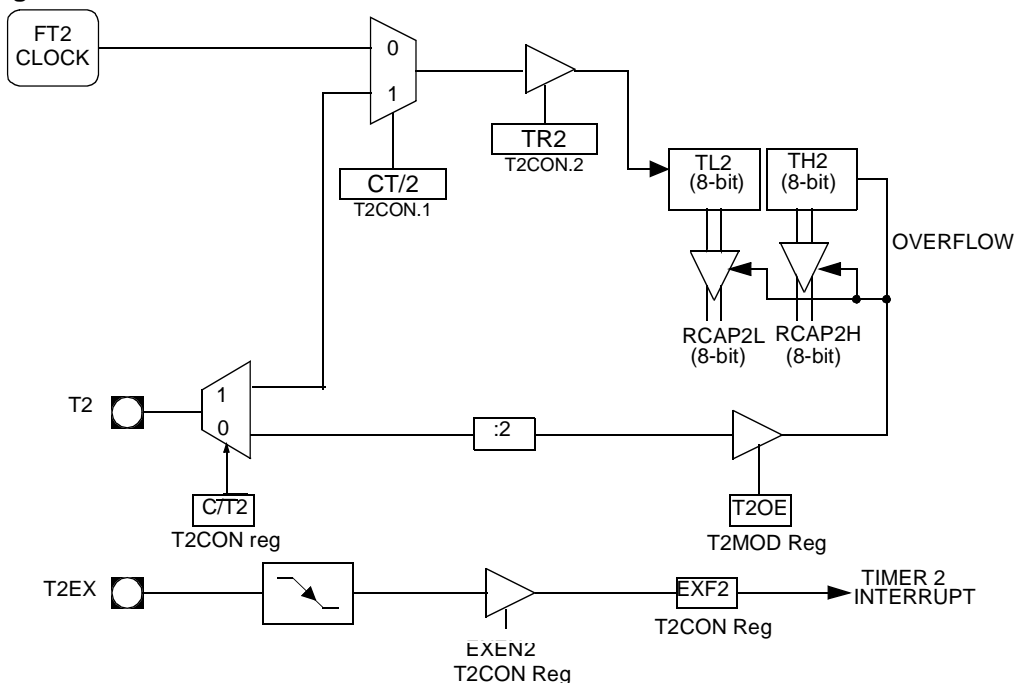 FT2
CLOCK
0
1
TR2
T2CON.2
CT/2
T2CON.1
TL2
(8-bit)
TH2
(8-bit)
OVERFLOW
RCAP2L
(8-bit)
RCAP2H
(8-bit)
T2
1
0
:2
C/T2
T2CON reg
T2OE
T2MOD Reg
T2EX
EXEN2
T2CON Reg
EXF2
T2CON Reg
TIMER 2
INTERRUPT